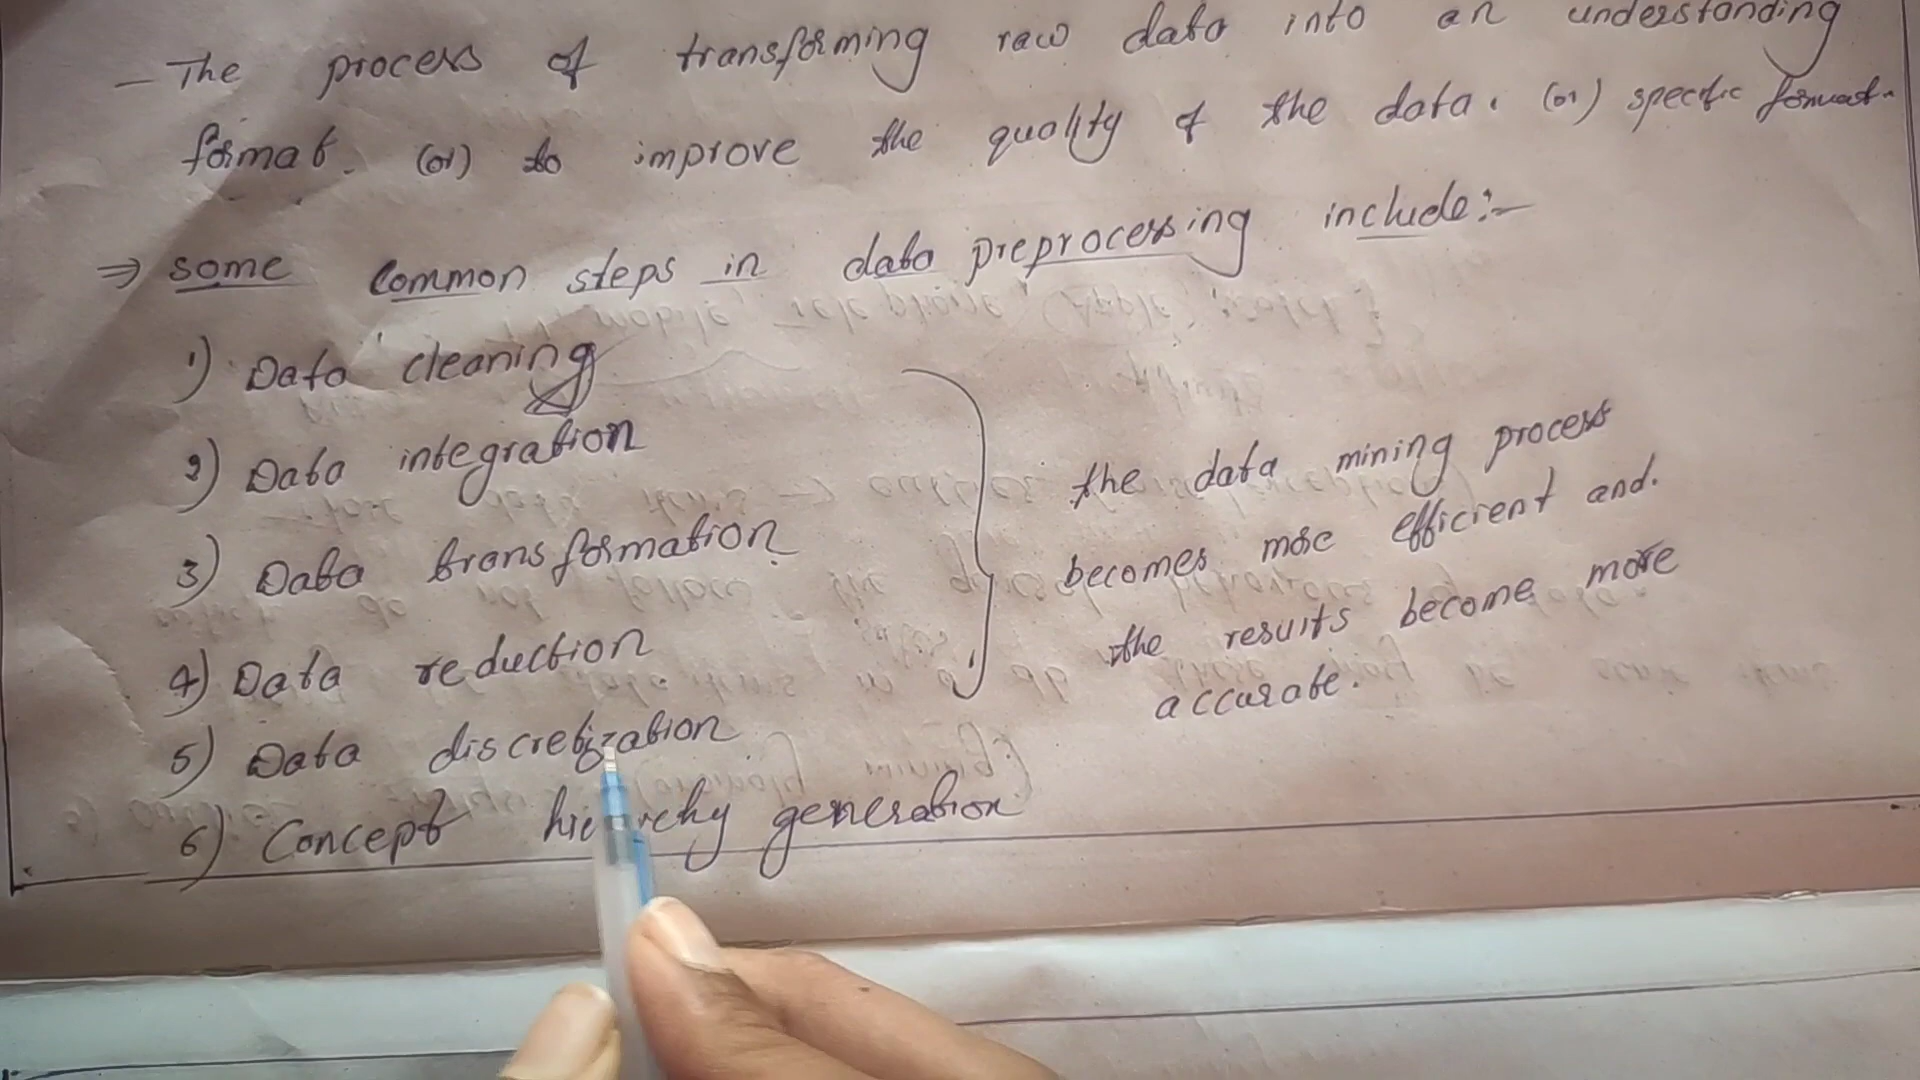 - The process of transforming raw data into an understanding
format. (or) to improve the quality of the data. (or) specific format.
⇒ some common steps in data preprocessing include:-
1) Data cleaning
2) Data integration
3) Data transformation
4) Data reduction
5) Data discretization
6) Concept generation
the data mining process
becomes more efficient and.
the results become more
accurate.